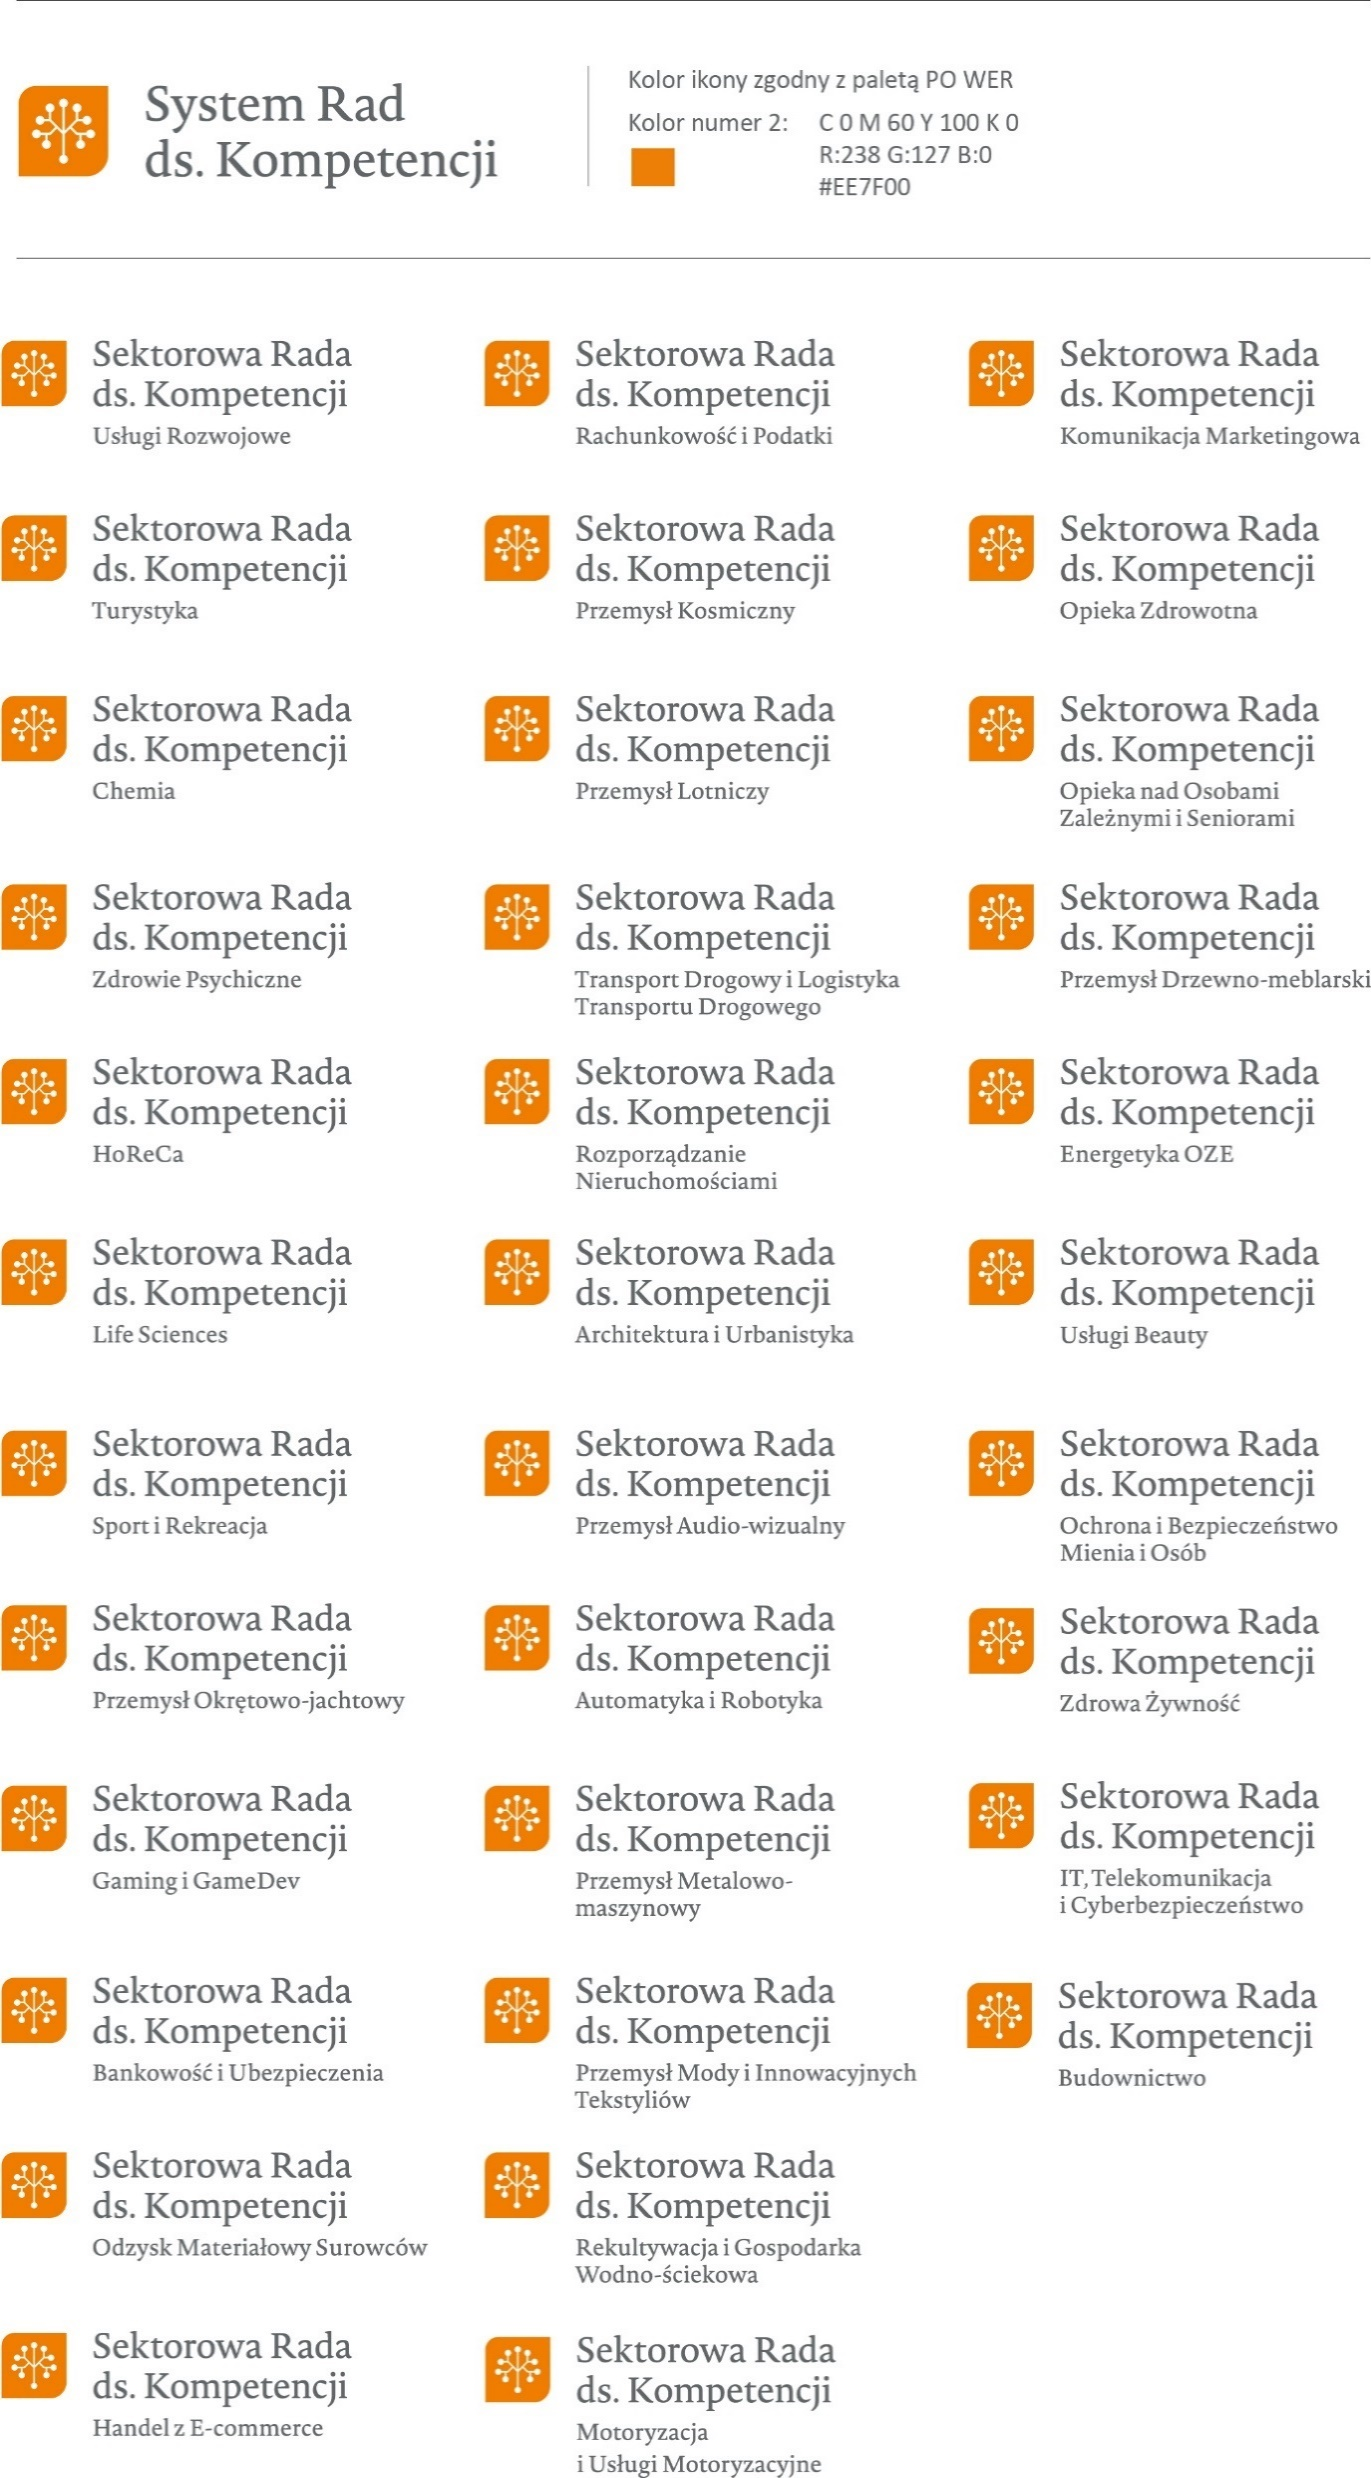 System Rad
ds. Kompetencji
Kolor ikony zgodny z paletą PO WER
Kolor numer 2:
C 0 M 60 Y 100 K 0
R:238 G:127 B:0
#EE7F00
Sektorowa Rada
ds. Kompetencji
Usługi Rozwojowe
Sektorowa Rada
ds. Kompetencji
Rachunkowość i Podatki
Sektorowa Rada
ds. Kompetencji
Komunikacja Marketingowa
Sektorowa Rada
ds. Kompetencji
Turystyka
Sektorowa Rada
ds. Kompetencji
Przemysł Kosmiczny
Sektorowa Rada
ds. Kompetencji
Opieka Zdrowotna
Sektorowa Rada
ds. Kompetencji
Chemia
Sektorowa Rada
ds. Kompetencji
Przemysł Lotniczy
Sektorowa Rada
ds. Kompetencji
Opieka nad Osobami
Zależnymi i Seniorami
Sektorowa Rada
ds. Kompetencji
Zdrowie Psychiczne
Sektorowa Rada
ds. Kompetencji
Transport Drogowy i Logistyka
Transportu Drogowego
Sektorowa Rada
ds. Kompetencji
Przemysł Drzewno-meblarski
Sektorowa Rada
ds. Kompetencji
HoReCa
Sektorowa Rada
ds. Kompetencji
Rozporządzanie
Nieruchomościami
Sektorowa Rada
ds. Kompetencji
Energetyka OZE
Sektorowa Rada
ds. Kompetencji
Life Sciences
Sektorowa Rada
ds. Kompetencji
Architektura i Urbanistyka
Sektorowa Rada
ds. Kompetencji
Usługi Beauty
Sektorowa Rada
ds. Kompetencji
Sport i Rekreacja
Sektorowa Rada
ds. Kompetencji
Przemysł Audio-wizualny
Sektorowa Rada
ds. Kompetencji
Ochrona i Bezpieczeństwo
Mienia i Osób
Sektorowa Rada
ds. Kompetencji
Przemysł Okrętowo-jachtowy
Sektorowa Rada
ds. Kompetencji
Automatyka i Robotyka
Sektorowa Rada
ds. Kompetencji
Zdrowa Żywność
Sektorowa Rada
ds. Kompetencji
Gaming i GameDev
Sektorowa Rada
ds. Kompetencji
Przemysł Metalowo-
maszynowy
Sektorowa Rada
ds. Kompetencji
IT, Telekomunikacja
i Cyberbezpieczeństwo
Sektorowa Rada
ds. Kompetencji
Bankowość i Ubezpieczenia
Sektorowa Rada
ds. Kompetencji
Przemysł Mody i Innowacyjnych
Tekstyliów
Sektorowa Rada
ds. Kompetencji
Budownictwo
Sektorowa Rada
ds. Kompetencji
Odzysk Materiałowy Surowców
Sektorowa Rada
ds. Kompetencji
Rekultywacja i Gospodarka
Wodno-ściekowa
Sektorowa Rada
ds. Kompetencji
Handel z E-commerce
Sektorowa Rada
ds. Kompetencji
Motoryzacja
i Usługi Motoryzacyjne